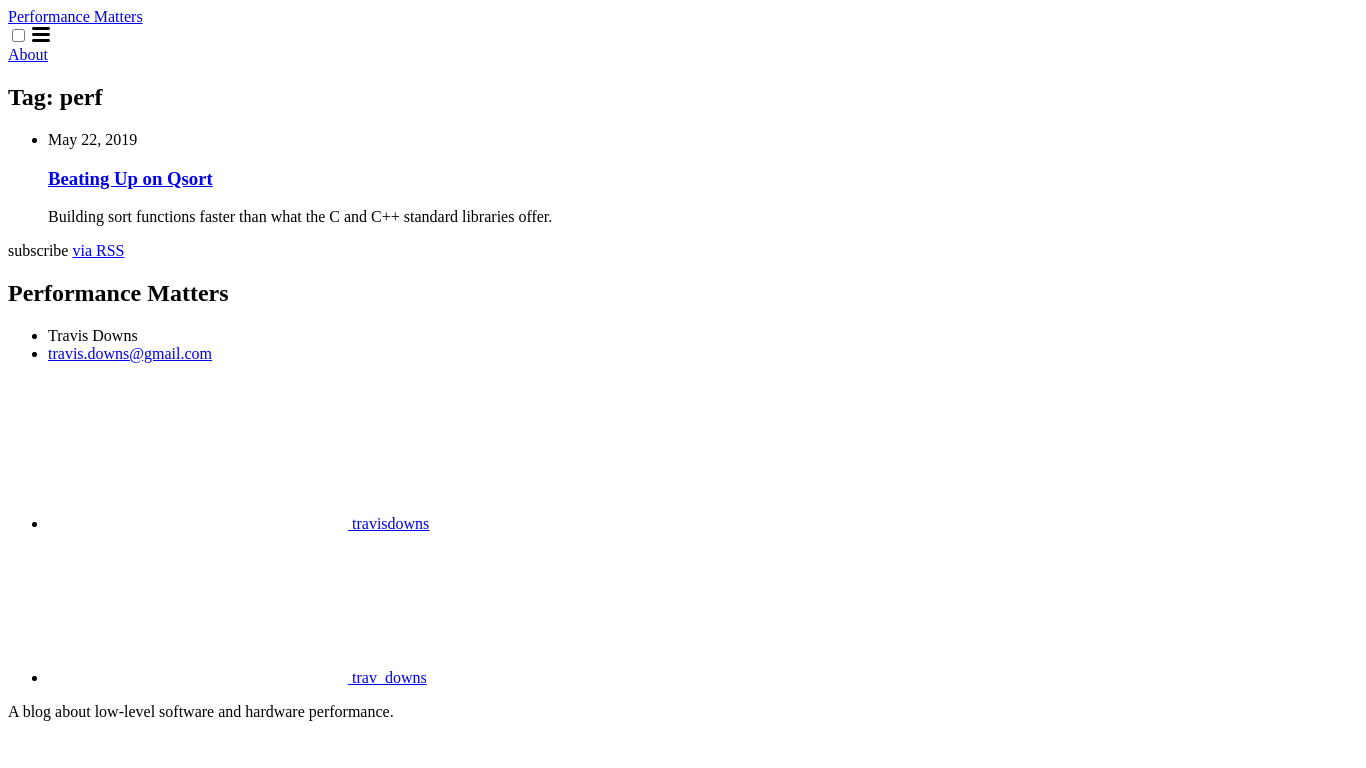 Performance Matters
About
Tag: perf
May 22, 2019
Beating Up on Qsort
Building sort functions faster than what the C and C++ standard libraries offer.
subscribe via RSS
Performance Matters
Travis Downs
travis.downs@gmail.com
travisdowns
trav_downs
A blog about low-level software and hardware performance.